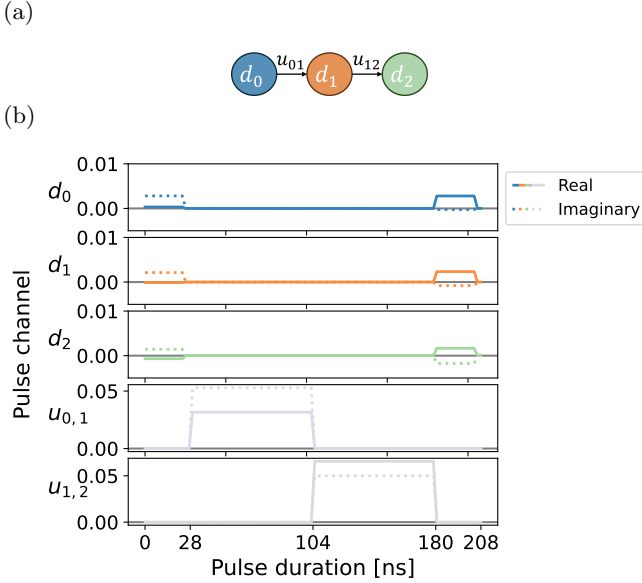 (a)
u₀₁ u₁₂
d₀ d₁ d₂
(b)
0.01
d₀
0.00
Real
Imaginary
0.01
d₁
0.00
0.01
d₂
0.00
0.05
u₀,₁
0.00
0.05
u₁,₂
0.00
0 28 104 180 208
Pulse duration [ns]
Pulse channel